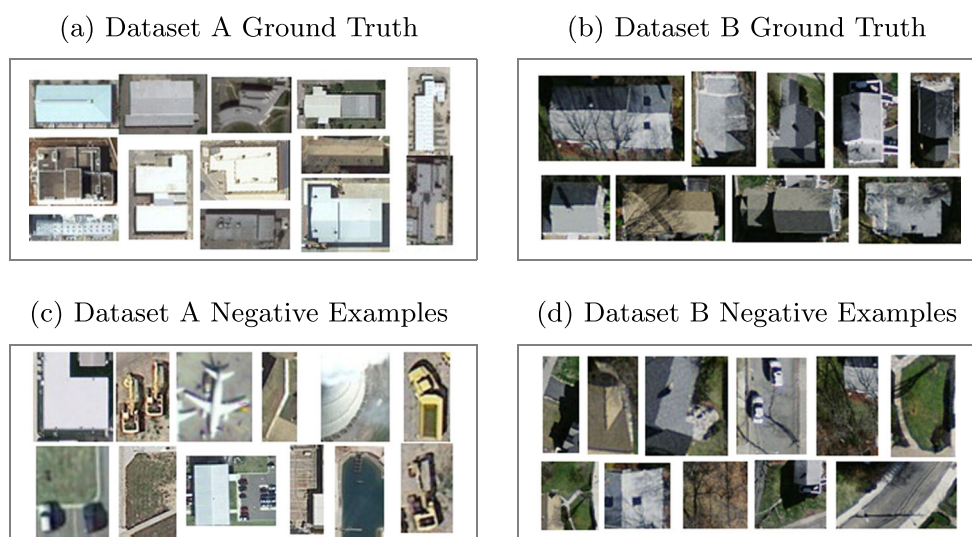 (a) Dataset A Ground Truth
(b) Dataset B Ground Truth
(c) Dataset A Negative Examples
(d) Dataset B Negative Examples